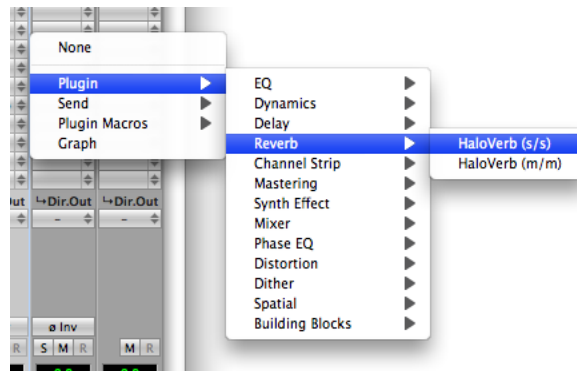 None
Plugin
Send
Plugin Macros
Graph
EQ
Dynamics
Delay
Reverb
Channel Strip
Mastering
Synth Effect
Mixer
Phase EQ
Distortion
Dither
Spatial
Building Blocks
HaloVerb (s/s)
HaloVerb (m/m)
out ↳Dir.Out ↳Dir.Out
- -
ø Inv
R S M R M R